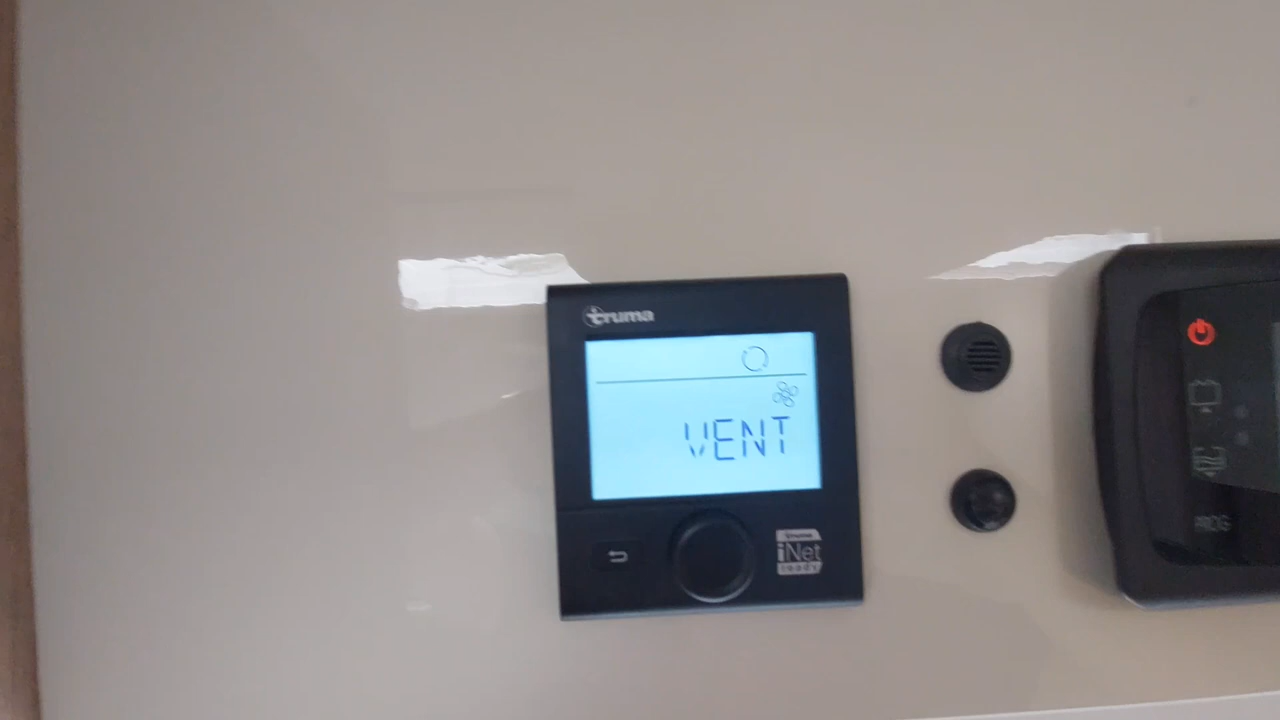 truma
VENT
truma
iNet
ready
PROG